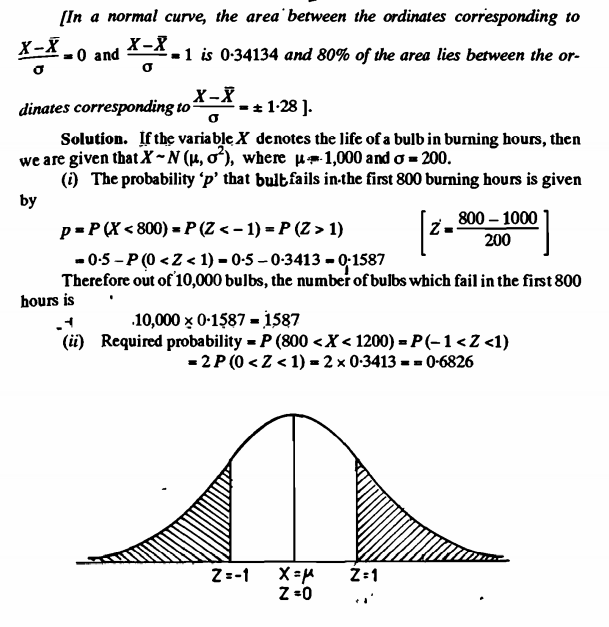 [In a normal curve, the area between the ordinates corresponding to
(X – X̄)/σ = 0 and (X – X̄)/σ = 1 is 0·34134 and 80% of the area lies between the or-
dinates corresponding to (X – X̄)/σ = ± 1·28 ].
Solution. If the variable X denotes the life of a bulb in burning hours, then
we are given that X ~ N (μ, σ²), where μ = 1,000 and σ = 200.
(i) The probability ‘p’ that bulb fails in the first 800 burning hours is given
by
p = P (X < 800) = P (Z < – 1) = P (Z > 1) [ Z = (800 – 1000)/200 ]
= 0·5 – P (0 < Z < 1) = 0·5 – 0·3413 = 0·1587
Therefore out of 10,000 bulbs, the number of bulbs which fail in the first 800
hours is
10,000 × 0·1587 = 1587
(ii) Required probability = P (800 < X < 1200) = P (– 1 < Z <1)
= 2 P (0 < Z < 1) = 2 × 0·3413 = = 0·6826
Z=-1 X=μ Z=1
Z=0